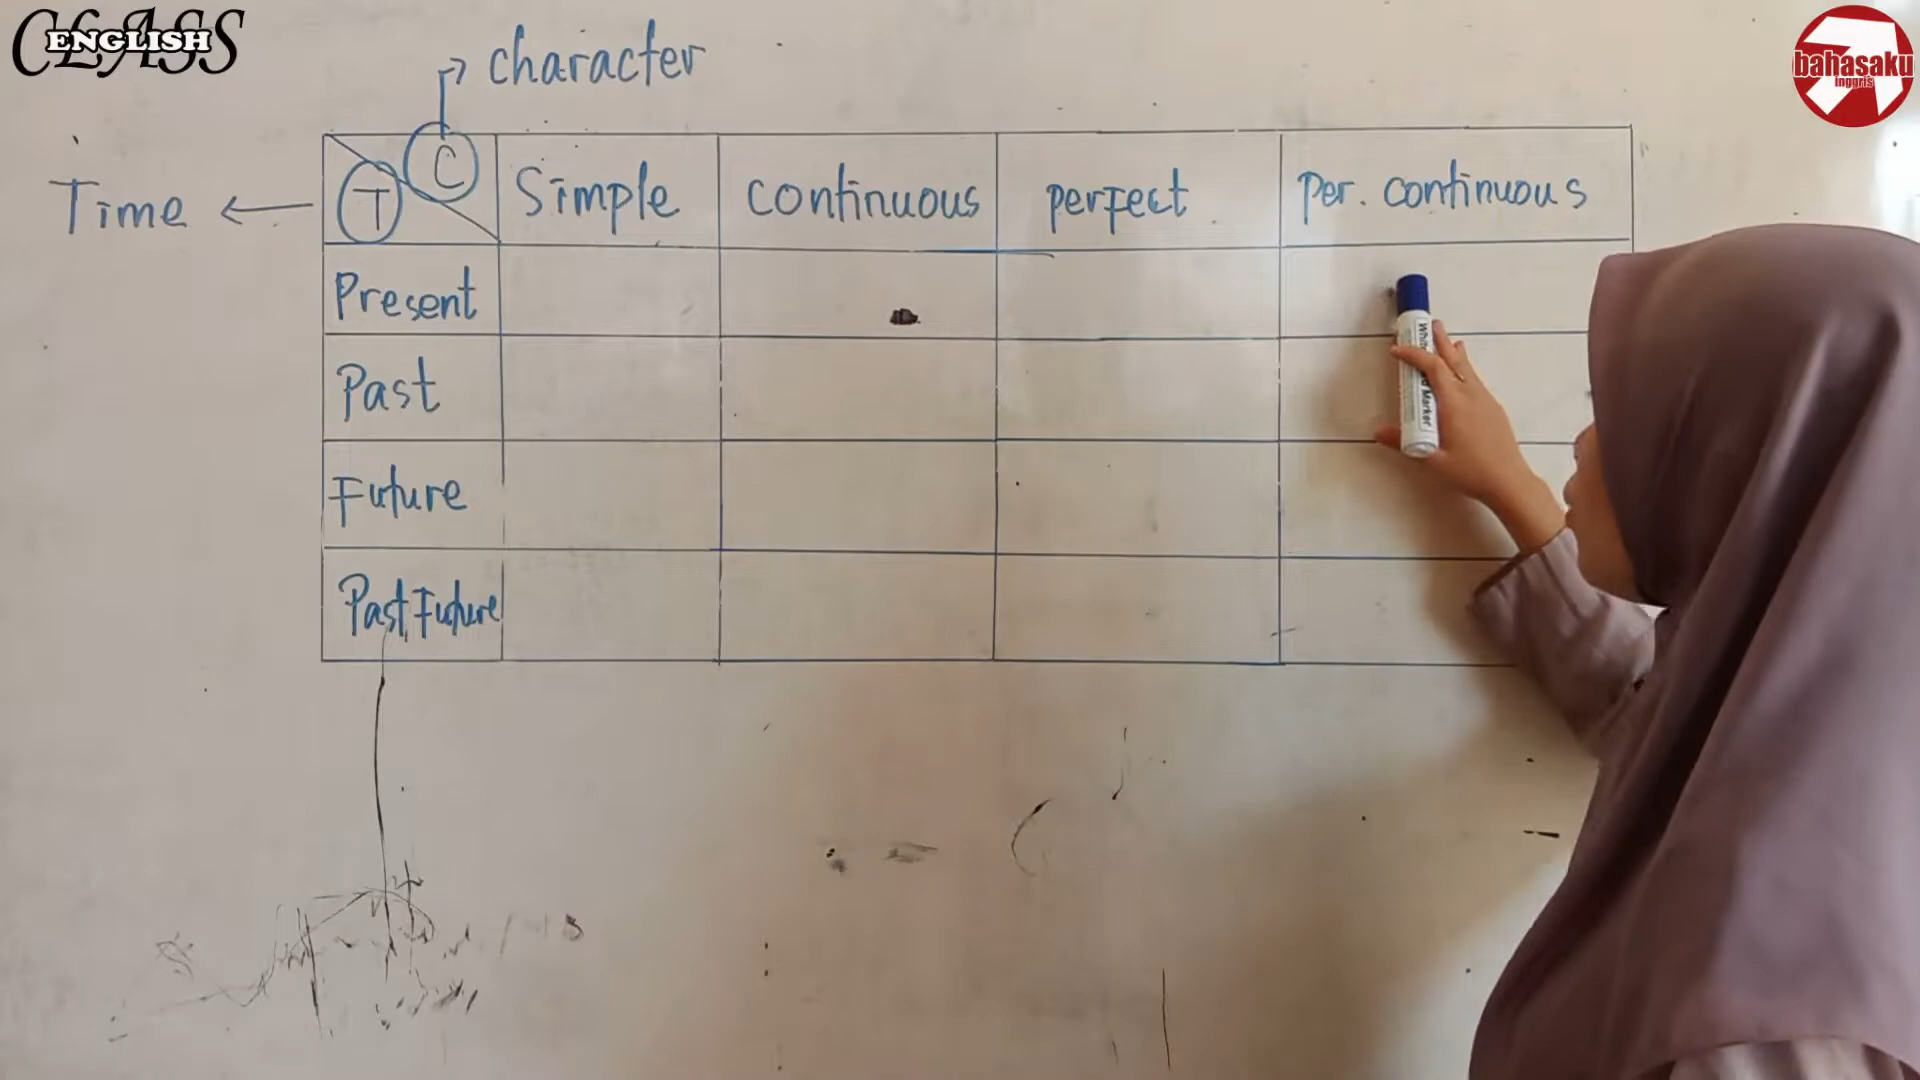 CLASS
ENGLISH
bahasaku
inggris
character
Time
T
C
Simple
continuous
perfect
Per. continuous
Present
Past
Future
Past Future